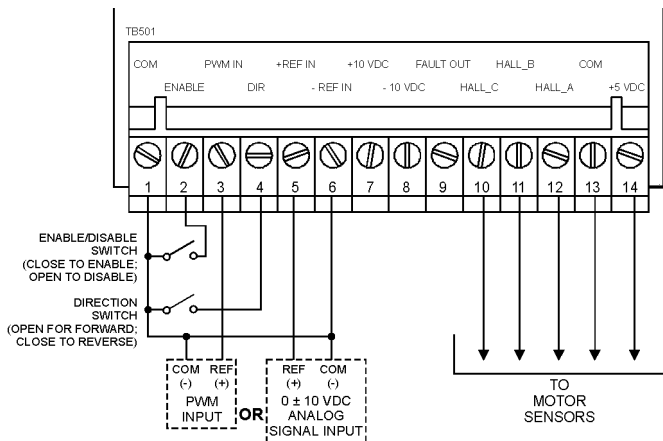 TB501
COM PWM IN +REF IN +10 VDC FAULT OUT HALL_B COM
ENABLE DIR - REF IN - 10 VDC HALL_C HALL_A +5 VDC
1 2 3 4 5 6 7 8 9 10 11 12 13 14
ENABLE/DISABLE
SWITCH
(CLOSE TO ENABLE;
OPEN TO DISABLE)
DIRECTION
SWITCH
(OPEN FOR FORWARD;
CLOSE TO REVERSE)
COM REF
(-) (+)
PWM
INPUT
OR
REF COM
(+) (-)
0 ± 10 VDC
ANALOG
SIGNAL INPUT
TO
MOTOR
SENSORS